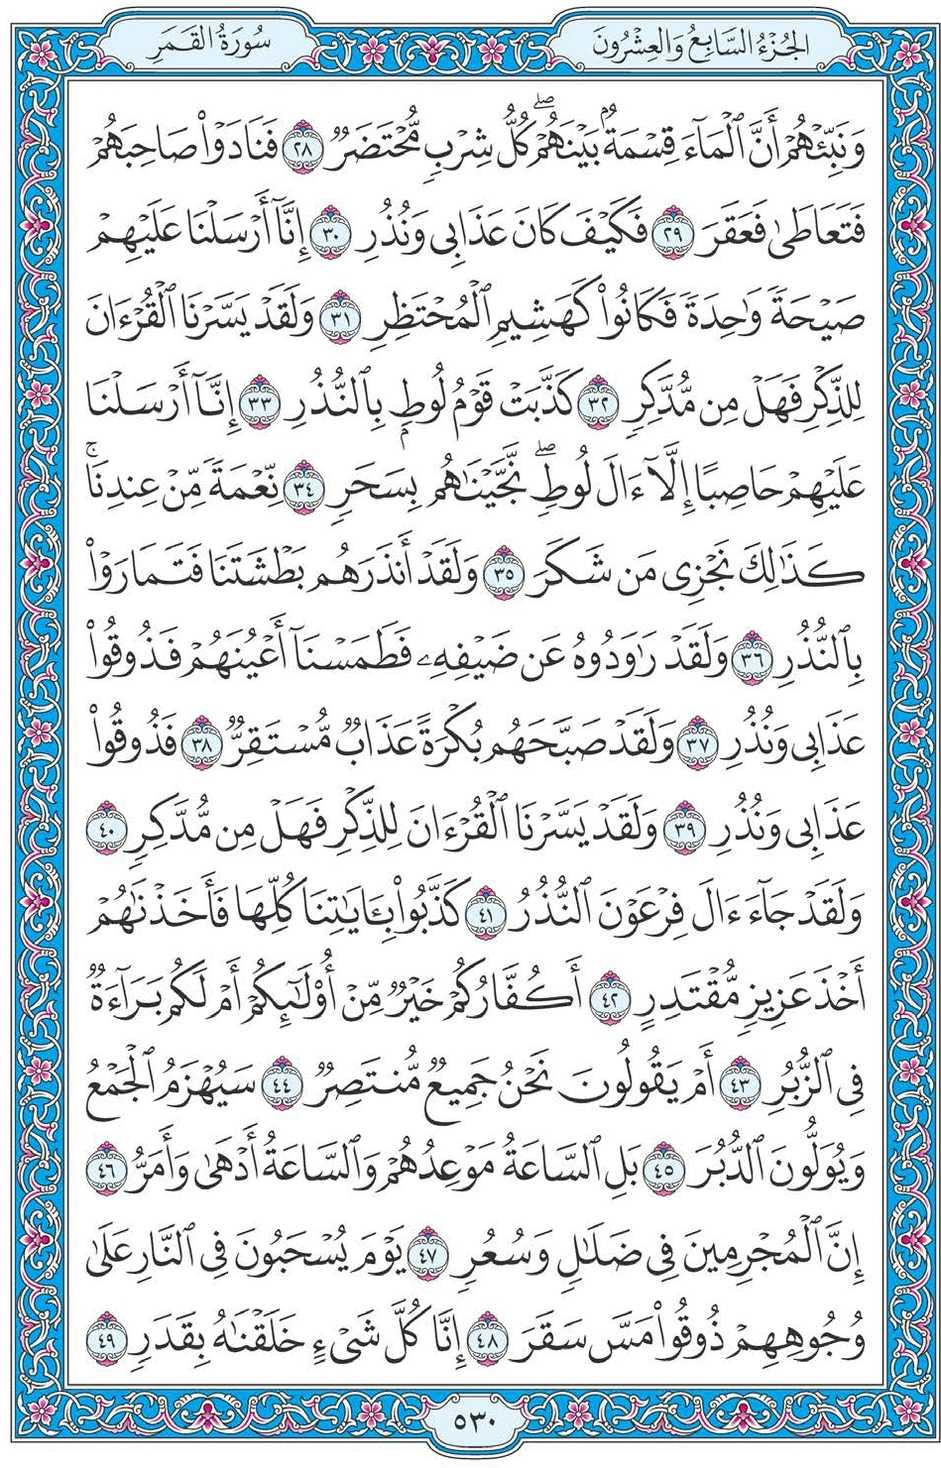 الجُزْءُ السَّابِعُ وَالعِشْرُونَ
سُورَةُ القَمَرِ
وَنَبِّئْهُمْ أَنَّ ٱلْمَآءَ قِسْمَةٌۢ بَيْنَهُمْۖ كُلُّ شِرْبٍ مُّحْتَضَرٌ ٢٨ فَنَادَوْا۟ صَاحِبَهُمْ
فَتَعَاطَىٰ فَعَقَرَ ٢٩ فَكَيْفَ كَانَ عَذَابِى وَنُذُرِ ٣٠ إِنَّآ أَرْسَلْنَا عَلَيْهِمْ
صَيْحَةً وَٰحِدَةً فَكَانُوا۟ كَهَشِيمِ ٱلْمُحْتَظِرِ ٣١ وَلَقَدْ يَسَّرْنَا ٱلْقُرْءَانَ
لِلذِّكْرِ فَهَلْ مِن مُّدَّكِرٍ ٣٢ كَذَّبَتْ قَوْمُ لُوطٍۭ بِٱلنُّذُرِ ٣٣ إِنَّآ أَرْسَلْنَا
عَلَيْهِمْ حَاصِبًا إِلَّآ ءَالَ لُوطٍۖ نَّجَّيْنَٰهُم بِسَحَرٍ ٣٤ نِّعْمَةً مِّنْ عِندِنَاۚ
كَذَٰلِكَ نَجْزِى مَن شَكَرَ ٣٥ وَلَقَدْ أَنذَرَهُم بَطْشَتَنَا فَتَمَارَوْا۟
بِٱلنُّذُرِ ٣٦ وَلَقَدْ رَٰوَدُوهُ عَن ضَيْفِهِۦ فَطَمَسْنَآ أَعْيُنَهُمْ فَذُوقُوا۟
عَذَابِى وَنُذُرِ ٣٧ وَلَقَدْ صَبَّحَهُم بُكْرَةً عَذَابٌ مُّسْتَقِرٌّ ٣٨ فَذُوقُوا۟
عَذَابِى وَنُذُرِ ٣٩ وَلَقَدْ يَسَّرْنَا ٱلْقُرْءَانَ لِلذِّكْرِ فَهَلْ مِن مُّدَّكِرٍ ٤٠
وَلَقَدْ جَآءَ ءَالَ فِرْعَوْنَ ٱلنُّذُرُ ٤١ كَذَّبُوا۟ بِـَٔايَٰتِنَا كُلِّهَا فَأَخَذْنَٰهُمْ
أَخْذَ عَزِيزٍ مُّقْتَدِرٍ ٤٢ أَكُفَّارُكُمْ خَيْرٌ مِّنْ أُو۟لَٰٓئِكُمْ أَمْ لَكُم بَرَآءَةٌ
فِى ٱلزُّبُرِ ٤٣ أَمْ يَقُولُونَ نَحْنُ جَمِيعٌ مُّنتَصِرٌ ٤٤ سَيُهْزَمُ ٱلْجَمْعُ
وَيُوَلُّونَ ٱلدُّبُرَ ٤٥ بَلِ ٱلسَّاعَةُ مَوْعِدُهُمْ وَٱلسَّاعَةُ أَدْهَىٰ وَأَمَرُّ ٤٦
إِنَّ ٱلْمُجْرِمِينَ فِى ضَلَٰلٍ وَسُعُرٍ ٤٧ يَوْمَ يُسْحَبُونَ فِى ٱلنَّارِ عَلَىٰ
وُجُوهِهِمْ ذُوقُوا۟ مَسَّ سَقَرَ ٤٨ إِنَّا كُلَّ شَىْءٍ خَلَقْنَٰهُ بِقَدَرٍ ٤٩
٥٣٠